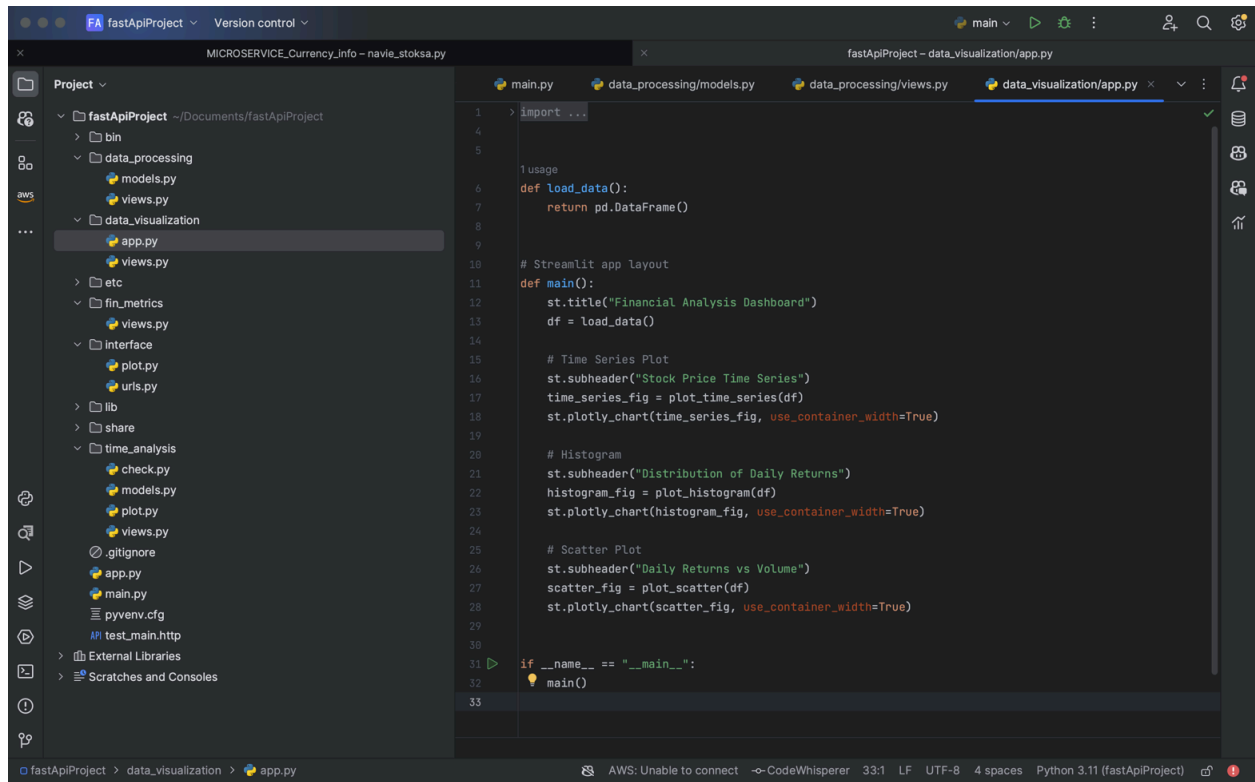 FA fastApiProject Version control main
MICROSERVICE_Currency_info – navie_stoksa.py fastApiProject – data_visualization/app.py
Project
main.py data_processing/models.py data_processing/views.py data_visualization/app.py
fastApiProject ~/Documents/fastApiProject
bin
data_processing
models.py
views.py
aws
data_visualization
app.py
views.py
etc
fin_metrics
views.py
interface
plot.py
urls.py
lib
share
time_analysis
check.py
models.py
plot.py
views.py
.gitignore
app.py
main.py
pyvenv.cfg
API test_main.http
External Libraries
Scratches and Consoles
1 import ...
4
5
1 usage
6 def load_data():
7 return pd.DataFrame()
8
9
10 # Streamlit app layout
11 def main():
12 st.title("Financial Analysis Dashboard")
13 df = load_data()
14
15 # Time Series Plot
16 st.subheader("Stock Price Time Series")
17 time_series_fig = plot_time_series(df)
18 st.plotly_chart(time_series_fig, use_container_width=True)
19
20 # Histogram
21 st.subheader("Distribution of Daily Returns")
22 histogram_fig = plot_histogram(df)
23 st.plotly_chart(histogram_fig, use_container_width=True)
24
25 # Scatter Plot
26 st.subheader("Daily Returns vs Volume")
27 scatter_fig = plot_scatter(df)
28 st.plotly_chart(scatter_fig, use_container_width=True)
29
30
31 if __name__ == "__main__":
32 main()
33
fastApiProject > data_visualization > app.py AWS: Unable to connect CodeWhisperer 33:1 LF UTF-8 4 spaces Python 3.11 (fastApiProject)